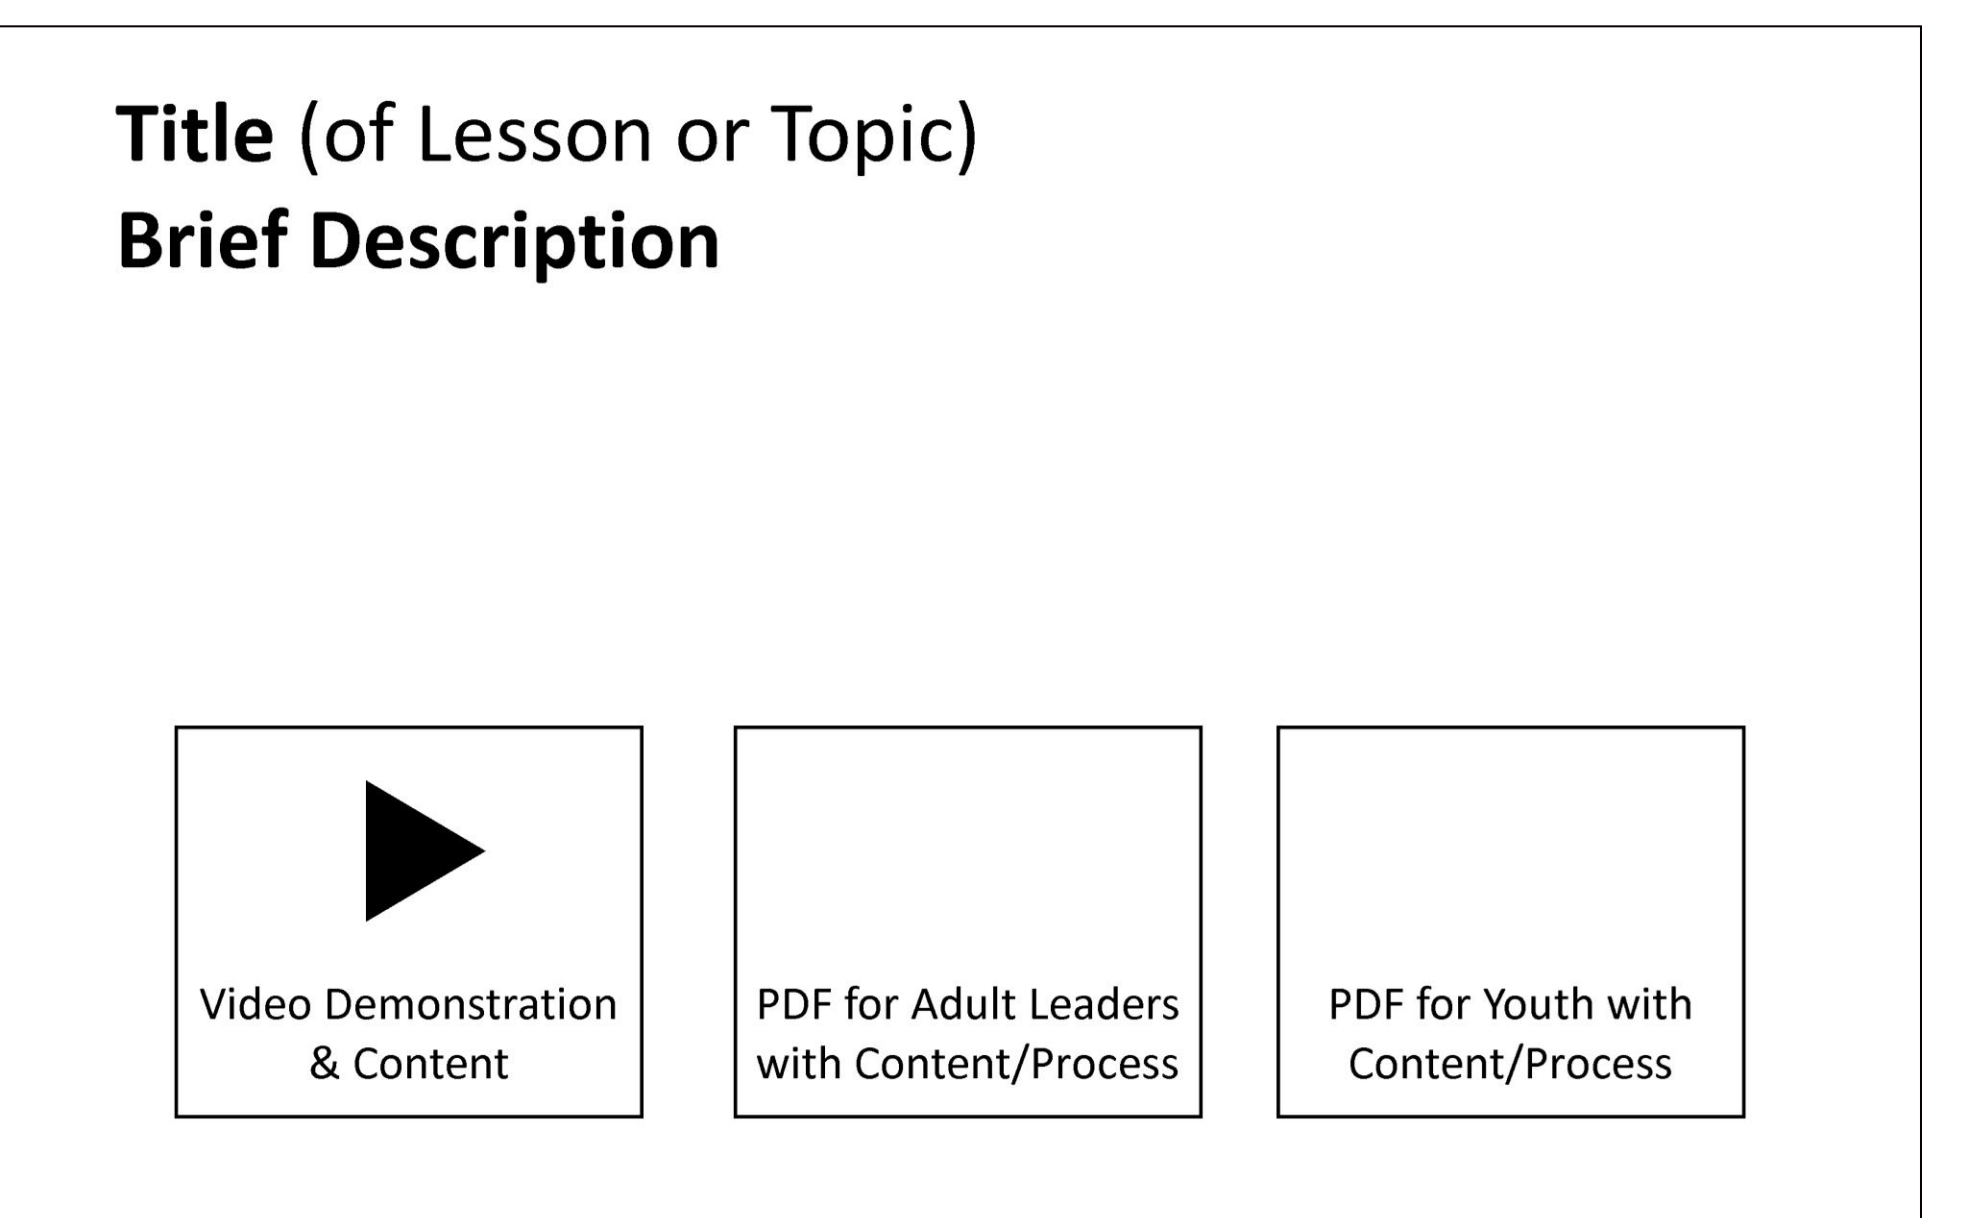 Title (of Lesson or Topic)
Brief Description
Video Demonstration
& Content
PDF for Adult Leaders
with Content/Process
PDF for Youth with
Content/Process